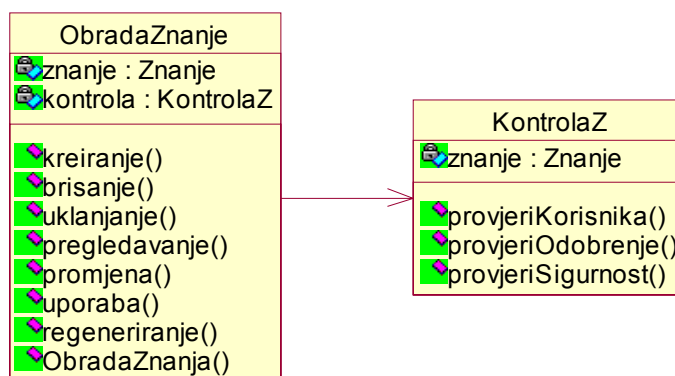 ObradaZnanje
znanje : Znanje
kontrola : KontrolaZ
kreiranje()
brisanje()
uklanjanje()
pregledavanje()
promjena()
uporaba()
regeneriranje()
ObradaZnanja()
KontrolaZ
znanje : Znanje
provjeriKorisnika()
provjeriOdobrenje()
provjeriSigurnost()